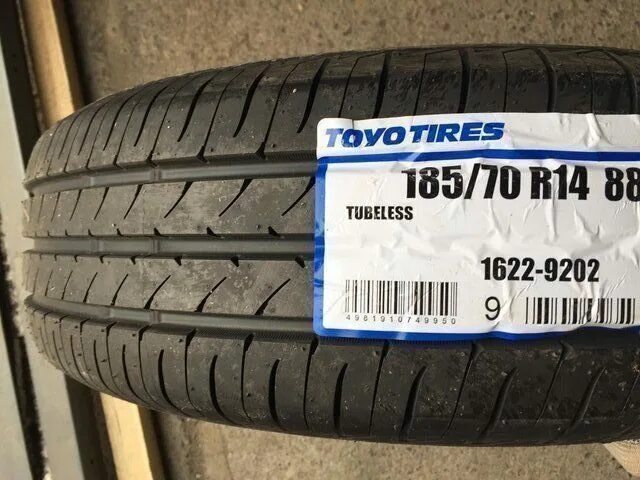 TOYO TIRES
185/70 R14 88
TUBELESS
1622-9202
4981910749950
9